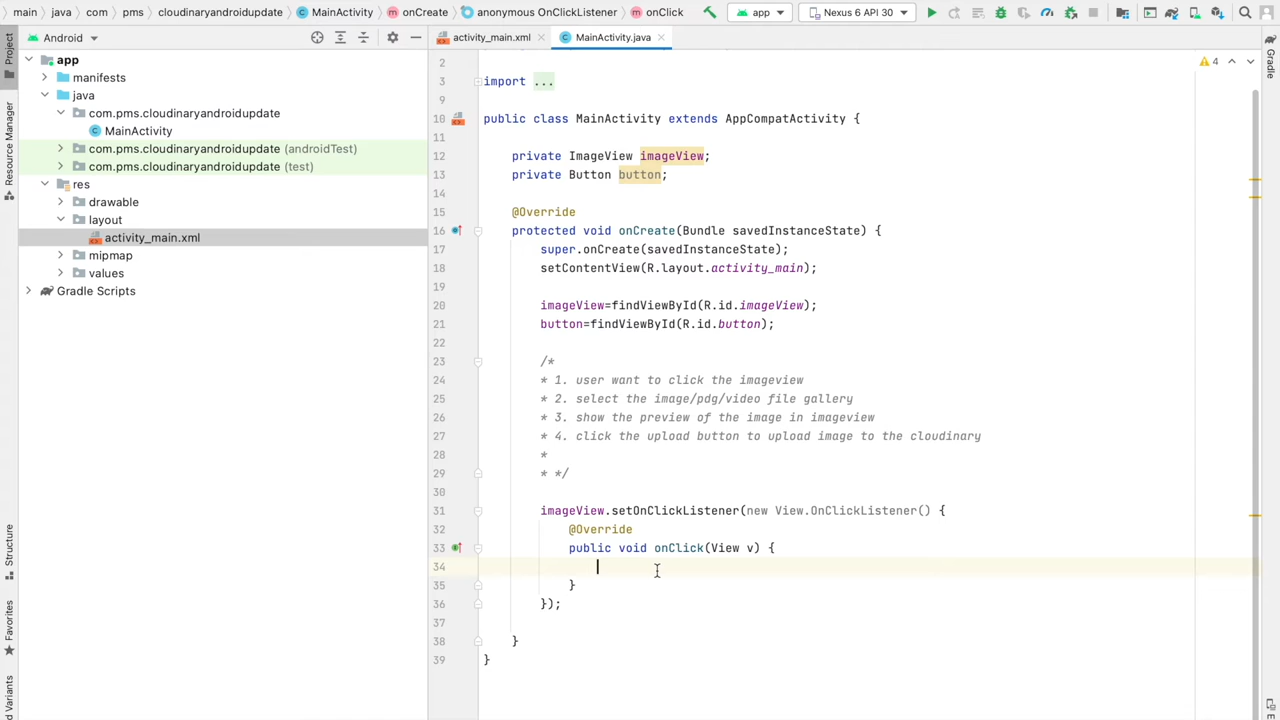 main
java
com
pms
cloudinaryandroidupdate
MainActivity
onCreate
anonymous OnClickListener
onClick
app
Nexus 6 API 30
Android
activity_main.xml
MainActivity.java
Project
Resource Manager
Structure
Favorites
Gradle
app
manifests
java
com.pms.cloudinaryandroidupdate
MainActivity
com.pms.cloudinaryandroidupdate (androidTest)
com.pms.cloudinaryandroidupdate (test)
res
drawable
layout
activity_main.xml
mipmap
values
Gradle Scripts
4
2
3 import ...
9
10 public class MainActivity extends AppCompatActivity {
11
12 private ImageView imageView;
13 private Button button;
14
15 @Override
16 protected void onCreate(Bundle savedInstanceState) {
17 super.onCreate(savedInstanceState);
18 setContentView(R.layout.activity_main);
19
20 imageView=findViewById(R.id.imageView);
21 button=findViewById(R.id.button);
22
23 /*
24 * 1. user want to click the imageview
25 * 2. select the image/pdg/video file gallery
26 * 3. show the preview of the image in imageview
27 * 4. click the upload button to upload image to the cloudinary
28 *
29 * */
30
31 imageView.setOnClickListener(new View.OnClickListener() {
32 @Override
33 public void onClick(View v) {
34
35 }
36 });
37
38 }
39 }